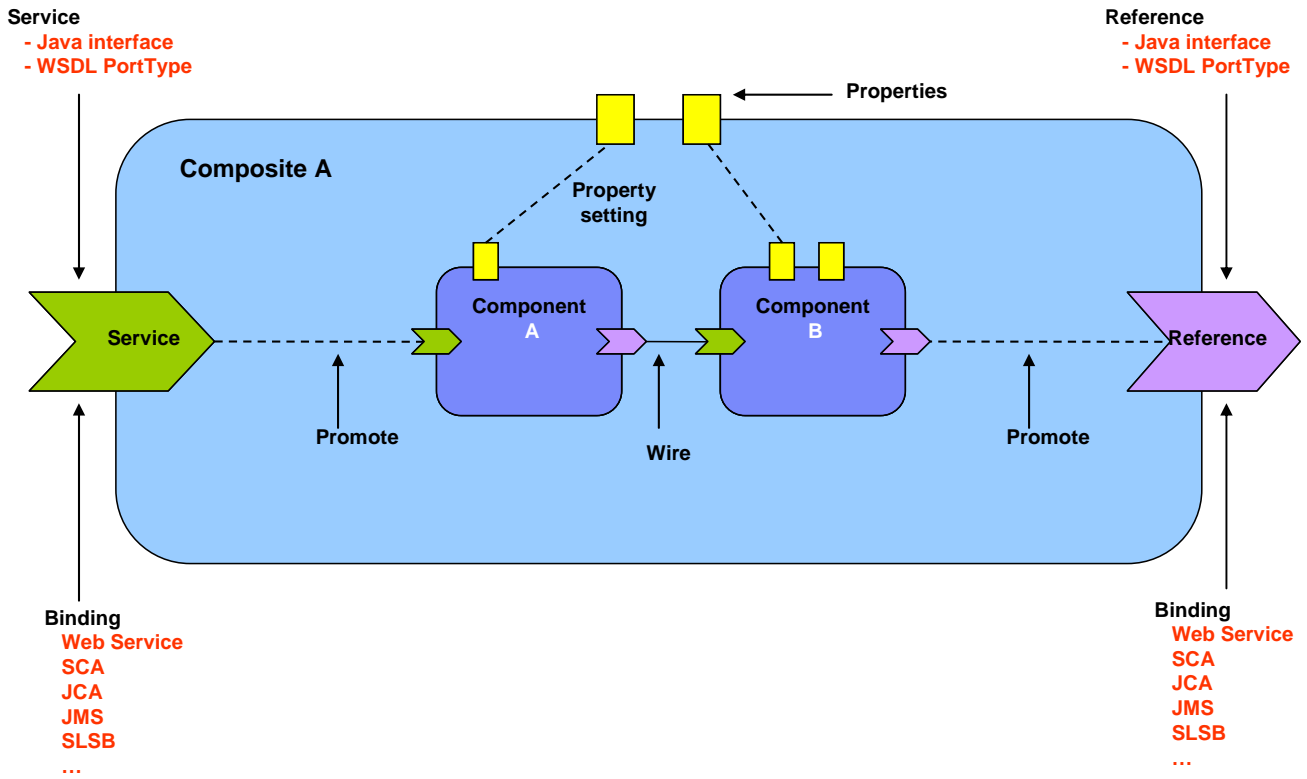 Service
- Java interface
- WSDL PortType
Reference
- Java interface
- WSDL PortType
Properties
Composite A
Property
setting
Component
A
Component
B
Service
Reference
Promote
Wire
Promote
Binding
Web Service
SCA
JCA
JMS
SLSB
...
Binding
Web Service
SCA
JCA
JMS
SLSB
...